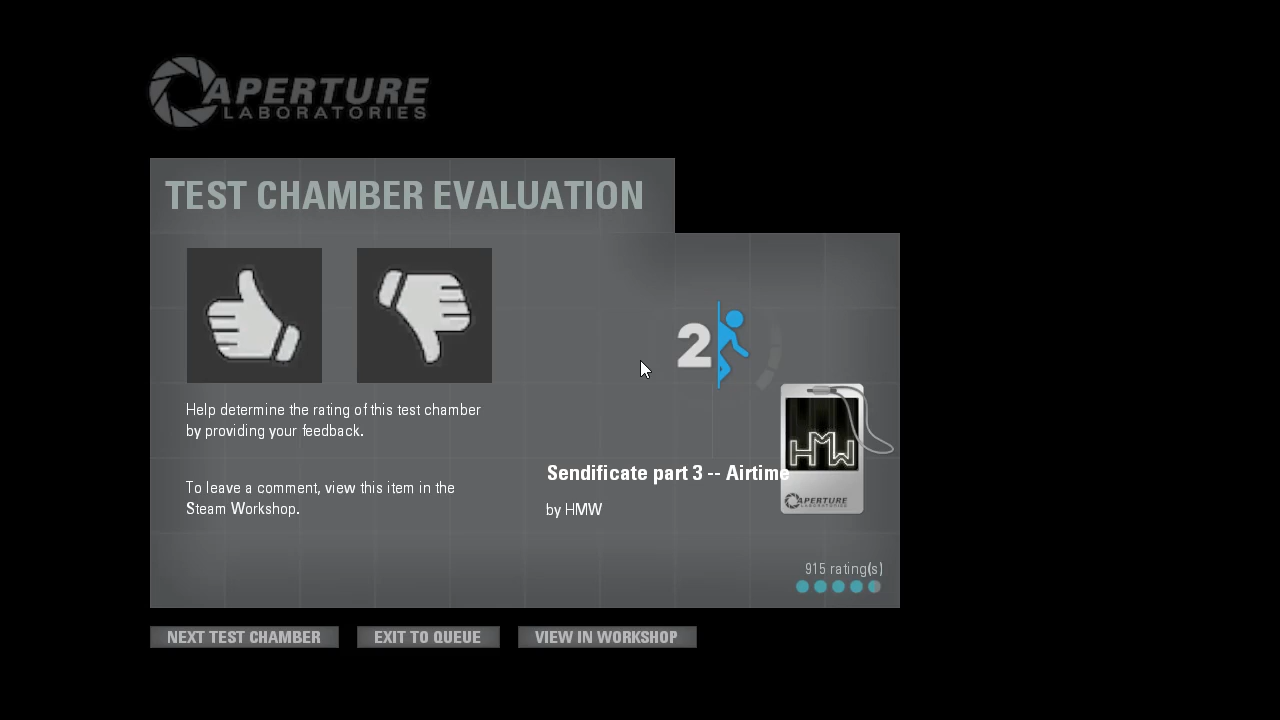 APERTURE
LABORATORIES
TEST CHAMBER EVALUATION
2
Help determine the rating of this test chamber
by providing your feedback.
To leave a comment, view this item in the
Steam Workshop.
HMW
Sendificate part 3 -- Airtime
APERTURE
by HMW
915 rating(s)
NEXT TEST CHAMBER
EXIT TO QUEUE
VIEW IN WORKSHOP